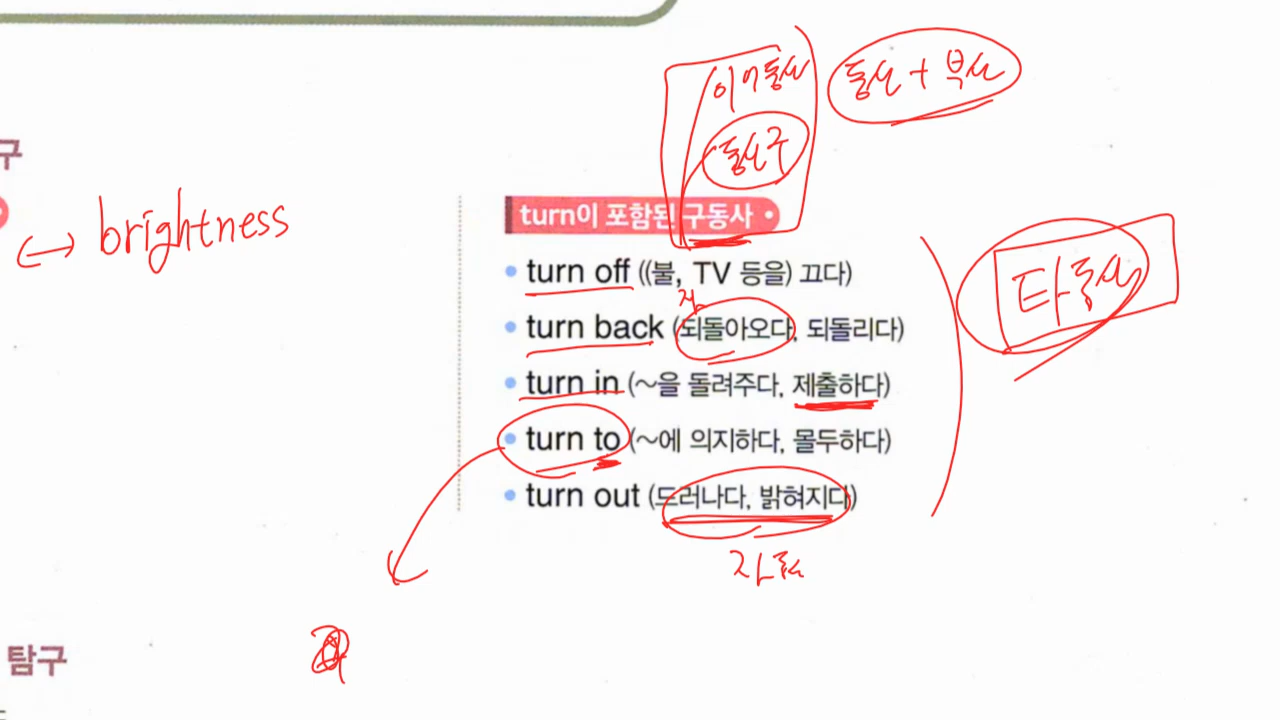 이어동사
동사 + 부사
동사구
구
↔ brightness
turn이 포함된 구동사
• turn off ((불, TV 등을) 끄다)
자
• turn back (되돌아오다, 되돌리다)
타동사
• turn in (~을 돌려주다, 제출하다)
• turn to (~에 의지하다, 몰두하다)
• turn out (드러나다, 밝혀지다)
자동사
탐구